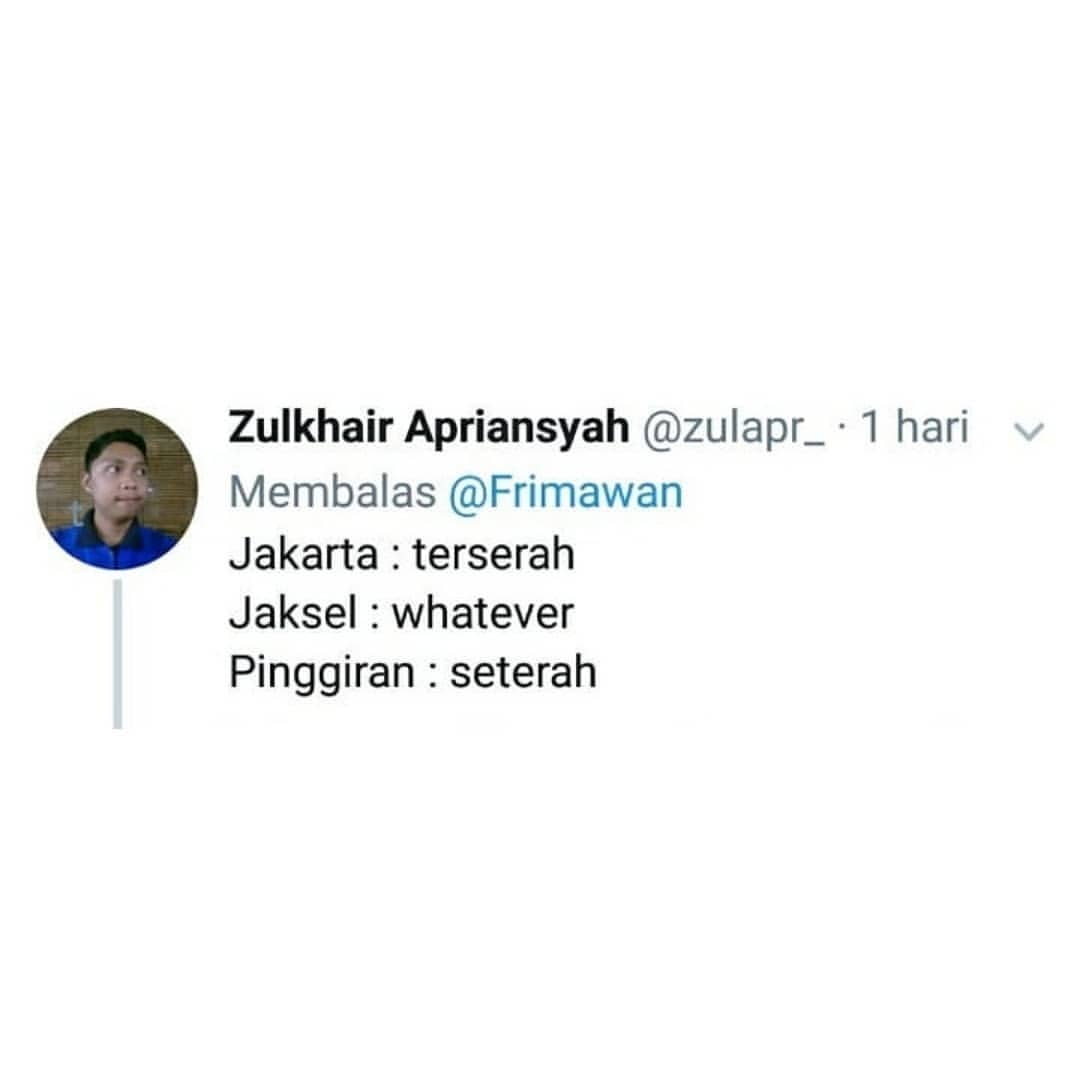 Zulkhair Apriansyah @zulapr_ · 1 hari
Membalas @Frimawan
Jakarta : terserah
Jaksel : whatever
Pinggiran : seterah